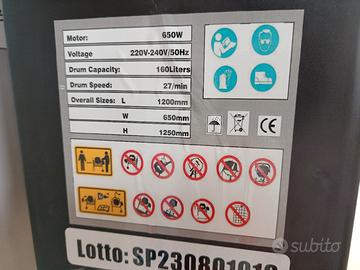 Motor: 650W
Voltage 220V-240V/50Hz
Drum Capacity: 160Liters
Drum Speed: 27/min
Overall Sizes: L 1200mm
W 650mm
H 1250mm
CE
Lotto: SP230801019
subito